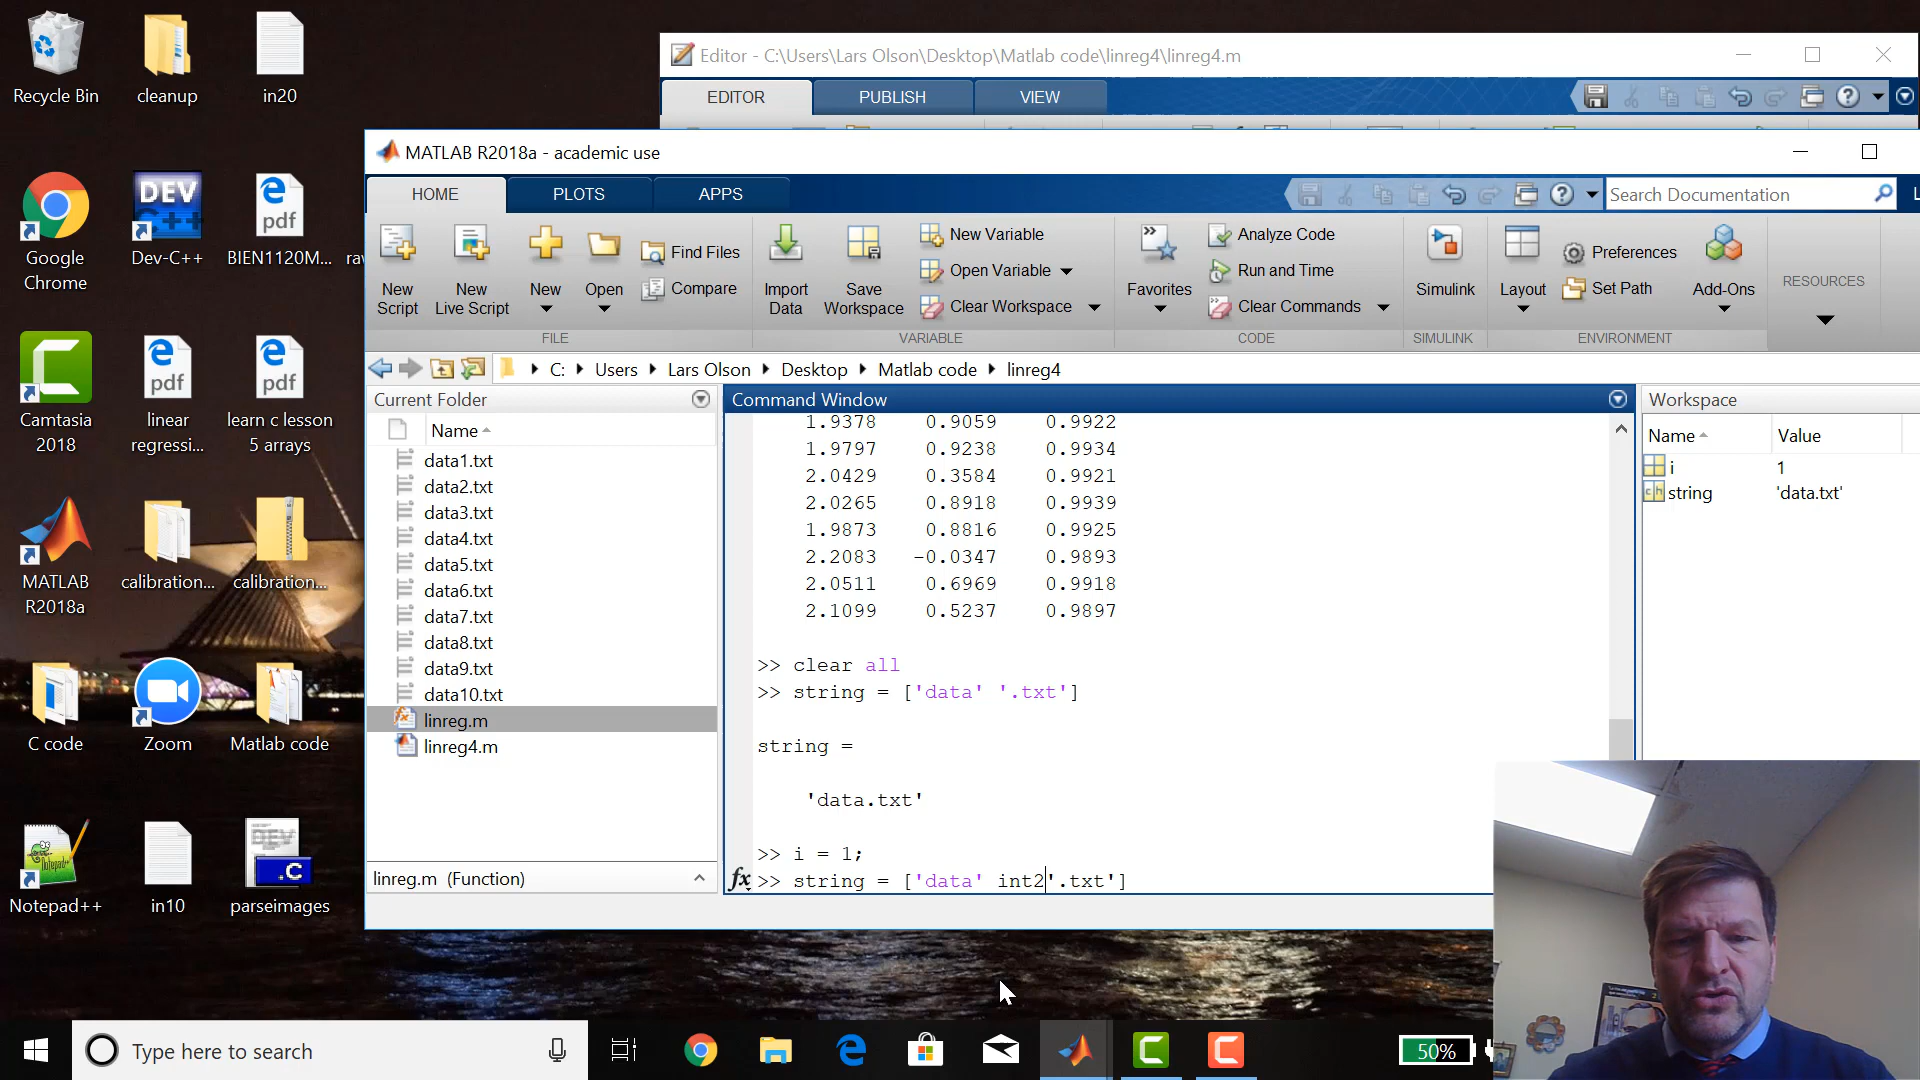 Recycle Bin
cleanup
in20
Google
Chrome
DEV
C++
Dev-C++
pdf
BIEN1120M...
Camtasia
2018
pdf
linear
regressi...
pdf
learn c lesson
5 arrays
MATLAB
R2018a
calibration...
calibration...
C code
Zoom
Matlab code
Notepad++
in10
DEV
.C
parseimages
Editor - C:\Users\Lars Olson\Desktop\Matlab code\linreg4\linreg4.m
EDITOR
PUBLISH
VIEW
MATLAB R2018a - academic use
HOME
PLOTS
APPS
Search Documentation
New
Script
New
Live Script
New
Open
Find Files
Compare
FILE
Import
Data
Save
Workspace
New Variable
Open Variable
Clear Workspace
VARIABLE
Favorites
Analyze Code
Run and Time
Clear Commands
CODE
Simulink
SIMULINK
Layout
Preferences
Set Path
Add-Ons
ENVIRONMENT
RESOURCES
C: Users Lars Olson Desktop Matlab code linreg4
Current Folder
Name
data1.txt
data2.txt
data3.txt
data4.txt
data5.txt
data6.txt
data7.txt
data8.txt
data9.txt
data10.txt
linreg.m
linreg4.m
linreg.m (Function)
Command Window
1.9378 0.9059 0.9922
1.9797 0.9238 0.9934
2.0429 0.3584 0.9921
2.0265 0.8918 0.9939
1.9873 0.8816 0.9925
2.2083 -0.0347 0.9893
2.0511 0.6969 0.9918
2.1099 0.5237 0.9897
>> clear all
>> string = ['data' '.txt']
string =
'data.txt'
>> i = 1;
fx >> string = ['data' int2'.txt']
Workspace
Name Value
i 1
string 'data.txt'
Type here to search
50%